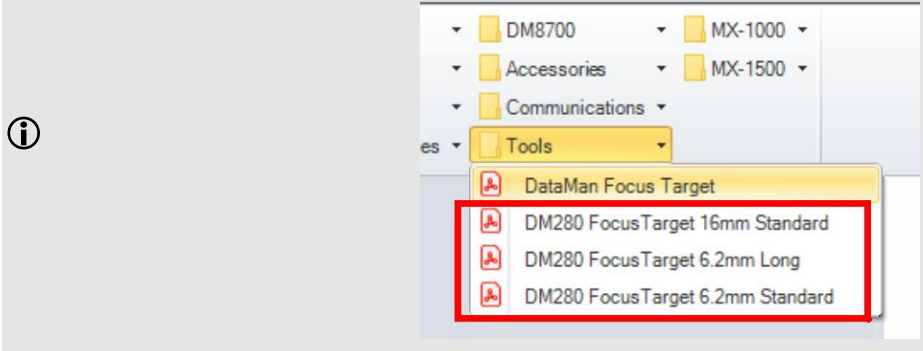 DM8700 MX-1000
Accessories MX-1500
Communications
es Tools
DataMan Focus Target
DM280 FocusTarget 16mm Standard
DM280 FocusTarget 6.2mm Long
DM280 FocusTarget 6.2mm Standard